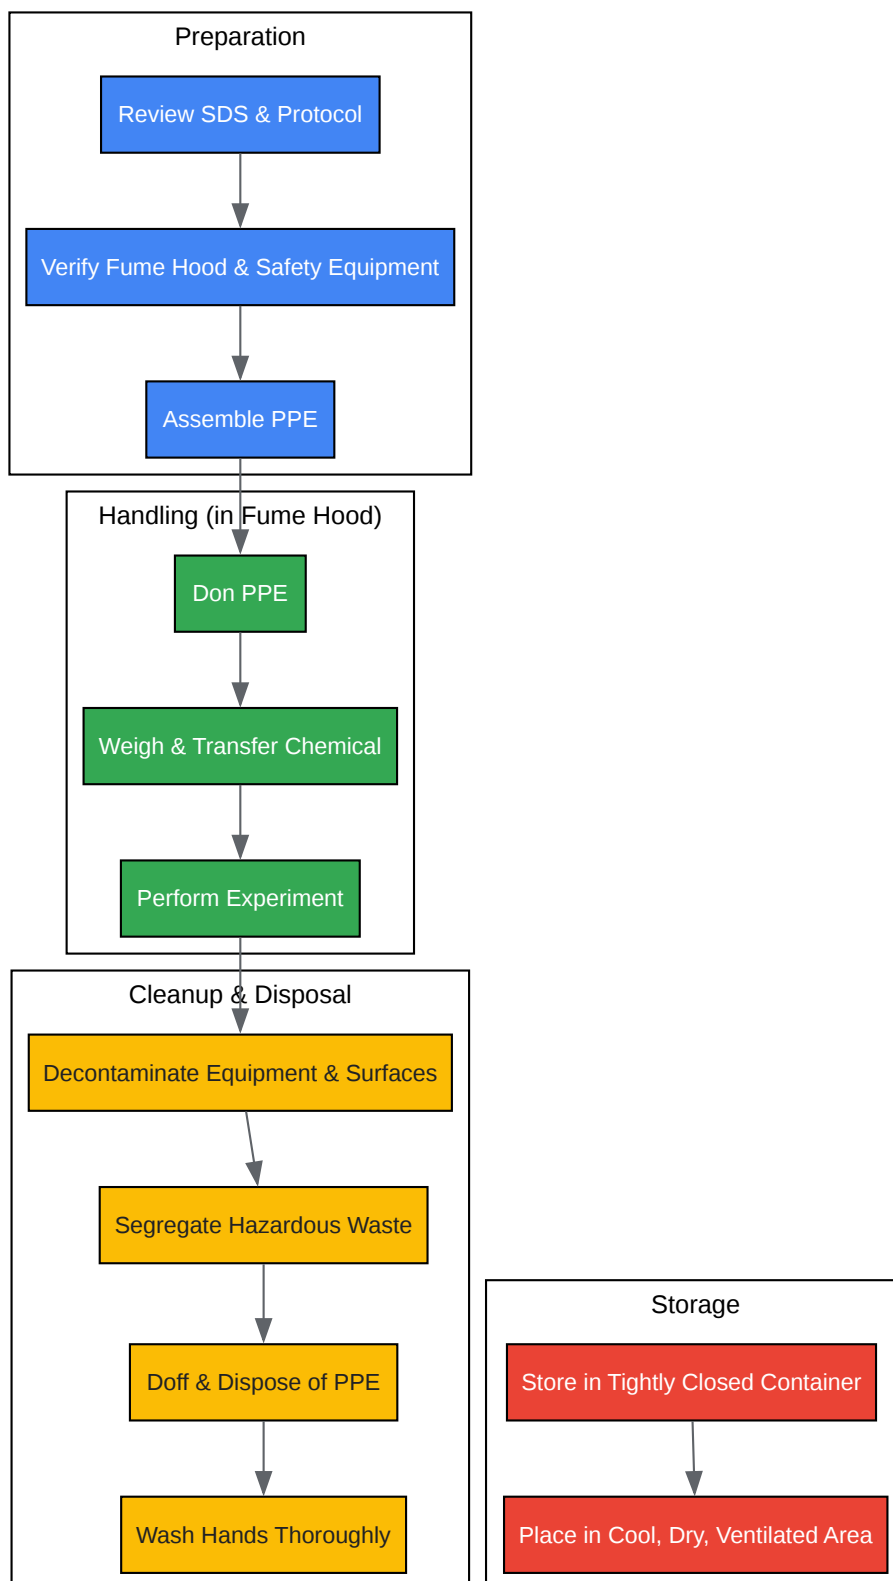 Preparation
Review SDS & Protocol
Verify Fume Hood & Safety Equipment
Assemble PPE
Handling (in Fume Hood)
Don PPE
Weigh & Transfer Chemical
Perform Experiment
Cleanup & Disposal
Decontaminate Equipment & Surfaces
Segregate Hazardous Waste
Doff & Dispose of PPE
Wash Hands Thoroughly
Storage
Store in Tightly Closed Container
Place in Cool, Dry, Ventilated Area